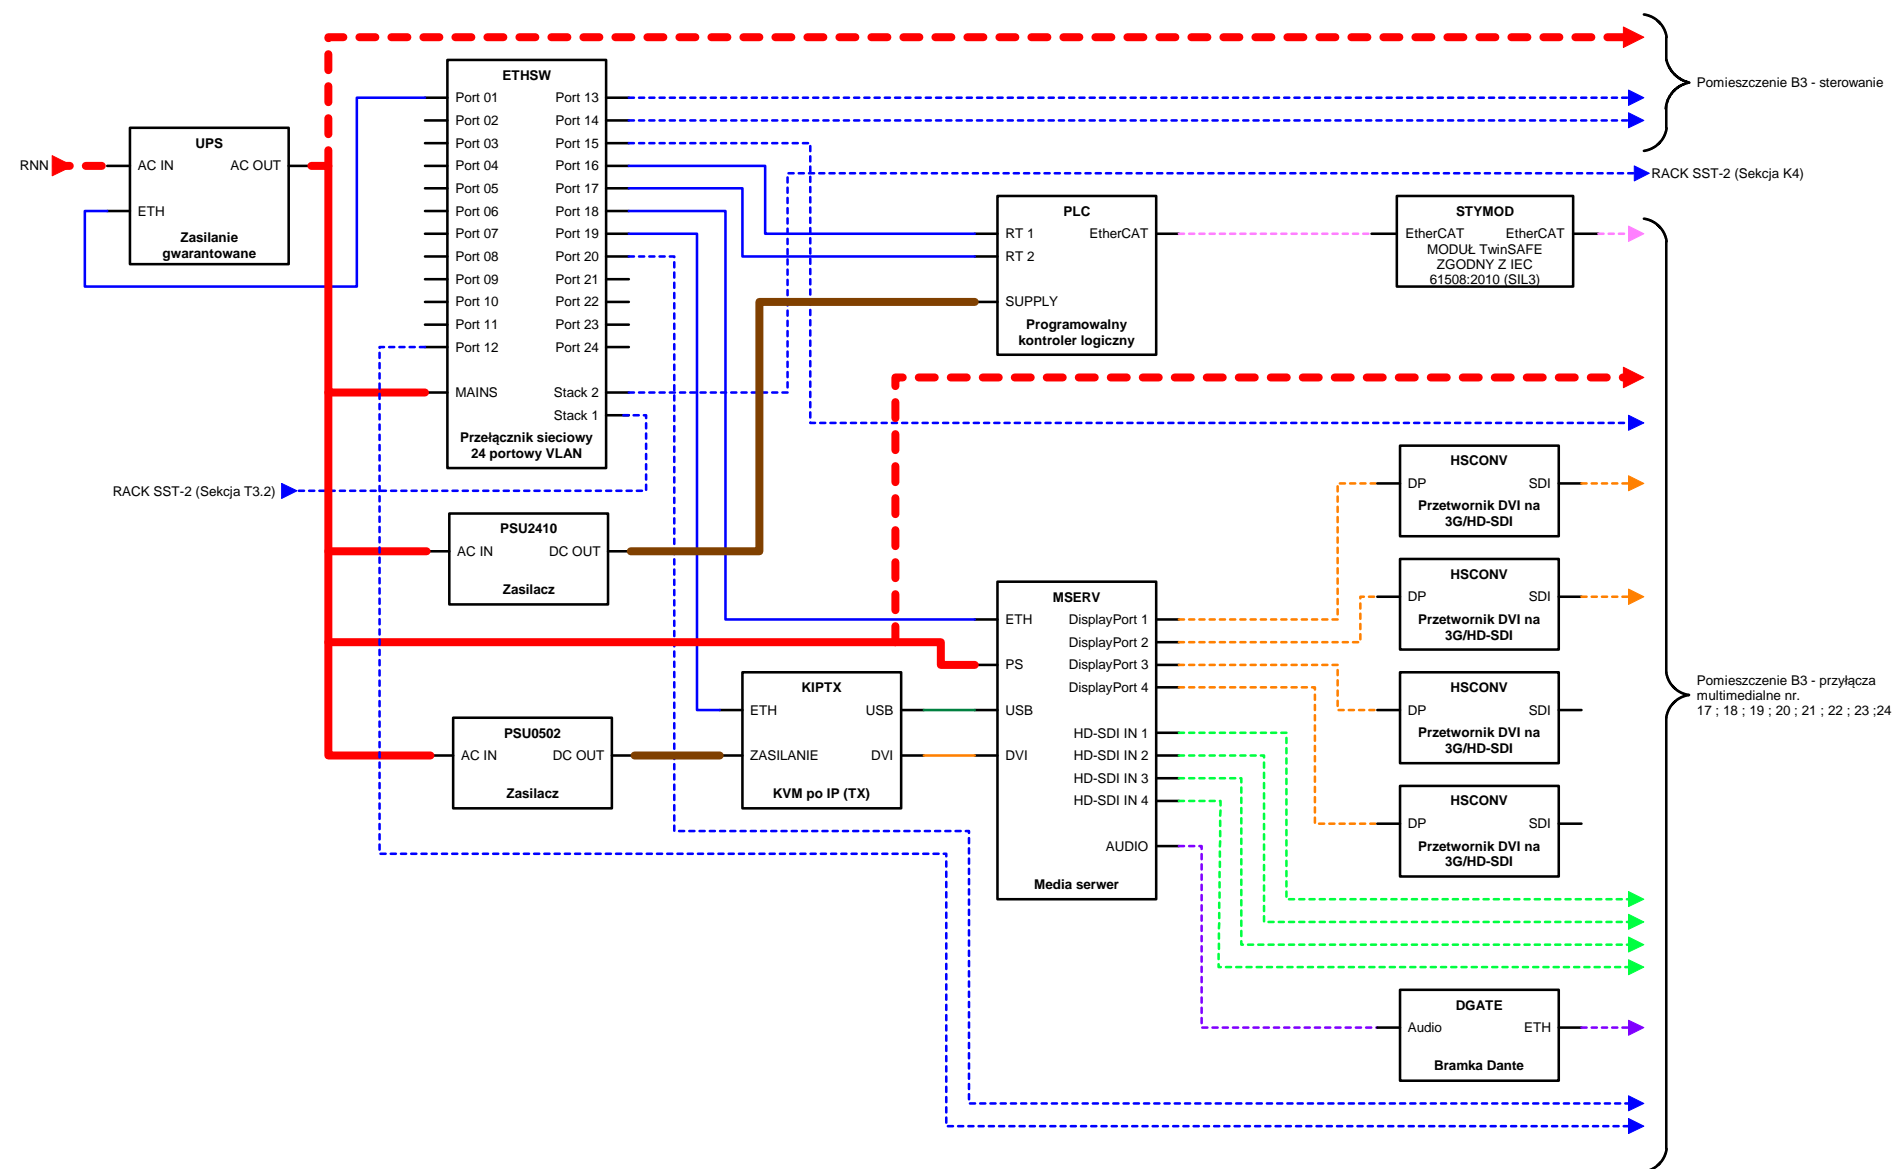 RNN
UPS
AC IN
AC OUT
ETH
Zasilanie
gwarantowane
ETHSW
Port 01
Port 13
Port 02
Port 14
Port 03
Port 15
Port 04
Port 16
Port 05
Port 17
Port 06
Port 18
Port 07
Port 19
Port 08
Port 20
Port 09
Port 21
Port 10
Port 22
Port 11
Port 23
Port 12
Port 24
MAINS
Stack 2
Stack 1
Przełącznik sieciowy
24 portowy VLAN
RACK SST-2 (Sekcja T3.2)
PSU2410
AC IN
DC OUT
Zasilacz
PSU0502
AC IN
DC OUT
Zasilacz
KIPTX
ETH
USB
ZASILANIE
DVI
KVM po IP (TX)
PLC
RT 1
EtherCAT
RT 2
SUPPLY
Programowalny
kontroler logiczny
MSERV
ETH
DisplayPort 1
DisplayPort 2
PS
DisplayPort 3
DisplayPort 4
USB
HD-SDI IN 1
DVI
HD-SDI IN 2
HD-SDI IN 3
HD-SDI IN 4
AUDIO
Media serwer
STYMOD
EtherCAT
EtherCAT
MODUŁ TwinSAFE
ZGODNY Z IEC
61508:2010 (SIL3)
HSCONV
DP
SDI
Przetwornik DVI na
3G/HD-SDI
HSCONV
DP
SDI
Przetwornik DVI na
3G/HD-SDI
HSCONV
DP
SDI
Przetwornik DVI na
3G/HD-SDI
HSCONV
DP
SDI
Przetwornik DVI na
3G/HD-SDI
DGATE
Audio
ETH
Bramka Dante
Pomieszczenie B3 - sterowanie
RACK SST-2 (Sekcja K4)
Pomieszczenie B3 - przyłącza
multimedialne nr.
17 ; 18 ; 19 ; 20 ; 21 ; 22 ; 23 ;24